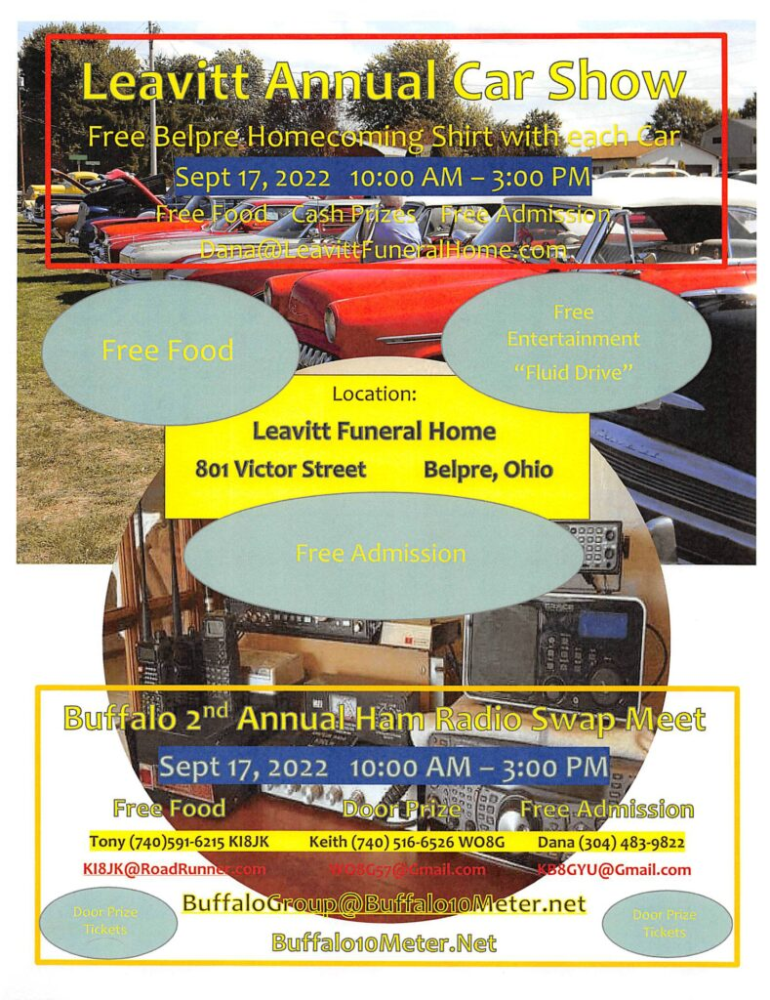 Leavitt Annual Car Show
Free Belpre Homecoming Shirt with each Car
Sept 17, 2022 10:00 AM – 3:00 PM
Free Food Cash Prizes Free Admission
Dana@LeavittFuneralHome.com
Free Food
Free
Entertainment
“Fluid Drive”
Location:
Leavitt Funeral Home
801 Victor Street Belpre, Ohio
Free Admission
GRACE
Buffalo 2nd Annual Ham Radio Swap Meet
Sept 17, 2022 10:00 AM – 3:00 PM
Free Food Door Prize Free Admission
Tony (740)591-6215 KI8JK Keith (740) 516-6526 WO8G Dana (304) 483-9822
KI8JK@RoadRunner.com WO8G57@Gmail.com KB8GYU@Gmail.com
BuffaloGroup@Buffalo10Meter.net
Door Prize
Tickets
Door Prize
Tickets
Buffalo10Meter.Net